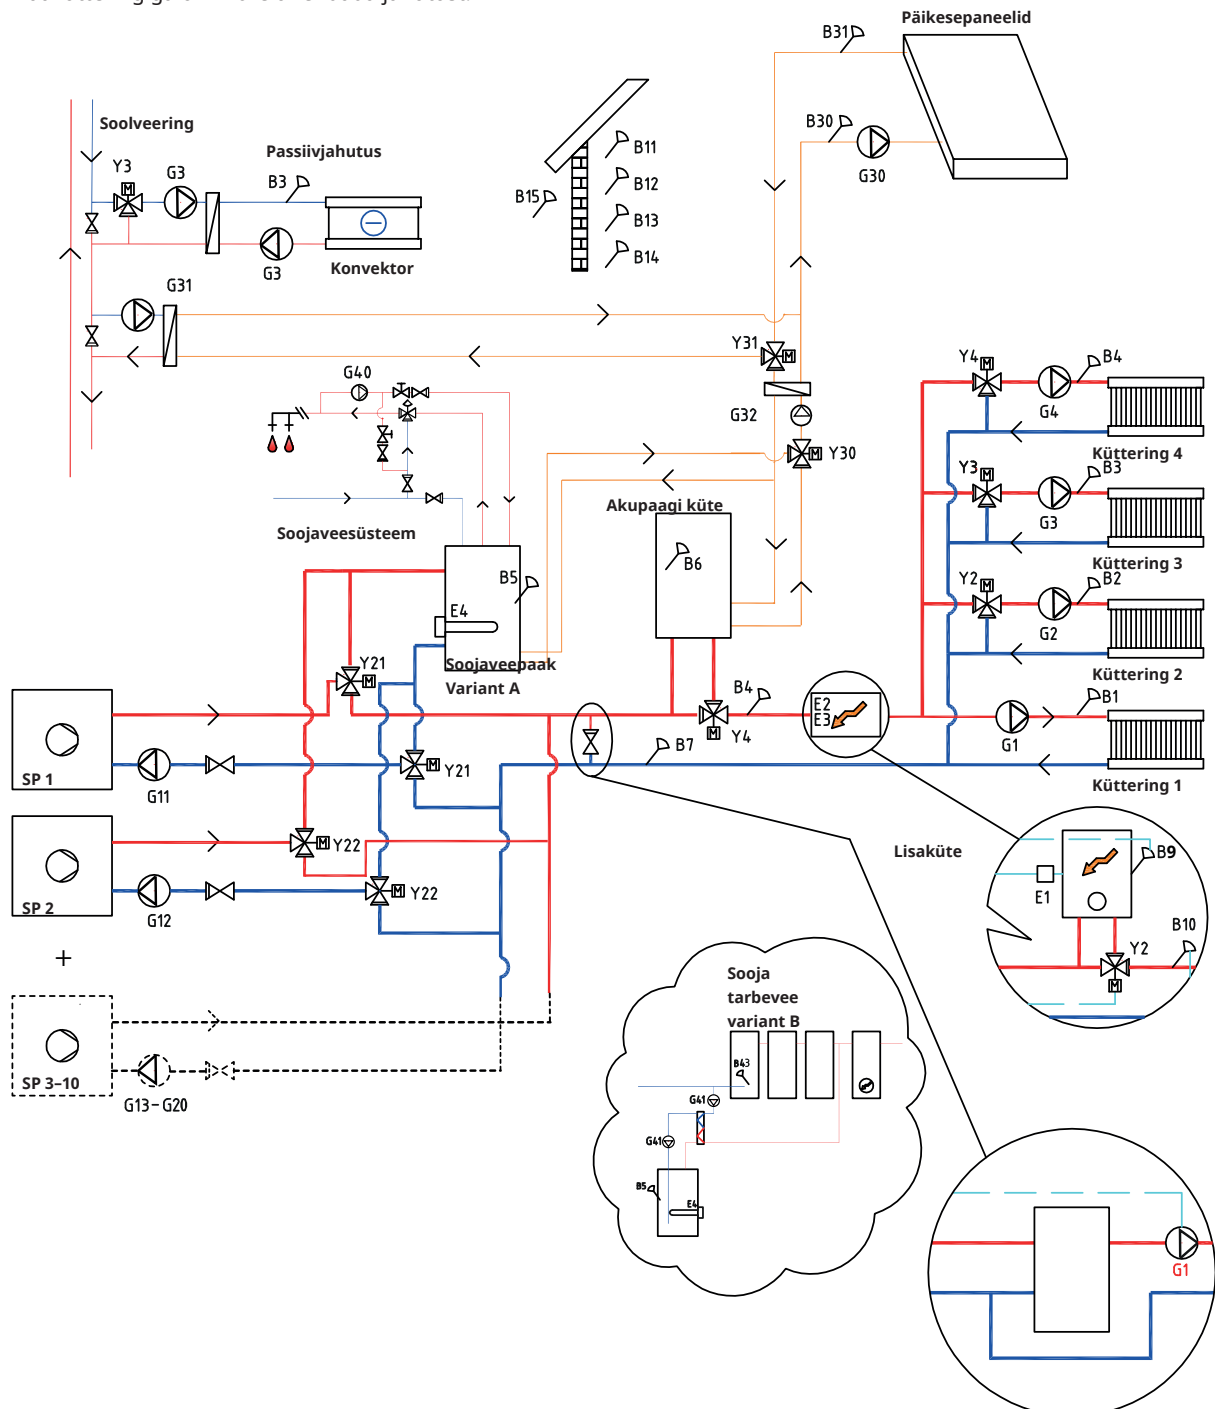 Päikesepaneelid
B31
Soolveering
B30
Passiivjahutus
B11
Y3
G3
G30
B3
B12
B15
B13
B14
G3
Konvektor
G31
Y31
Y4
B4
G40
G4
G32
Küttering 4
Y30
Y3
B3
Akupaagi küte
G3
Soojaveesüsteem
B6
Küttering 3
B5
Y2
B2
E4
G2
Soojaveepaak
Variant A
Y21
Küttering 2
B4
E2
E3
B1
Y4
G1
B7
SP 1
G11
Y21
Küttering 1
Y22
Lisaküte
B9
E1
SP 2
G12
Y22
B10
Y2
+
Sooja
tarbevee
variant B
B43
SP 3–10
G13–G20
G41
G41
B5
E4
G1
M
M
M
M
M
M
M
M
M
M
M
M
M